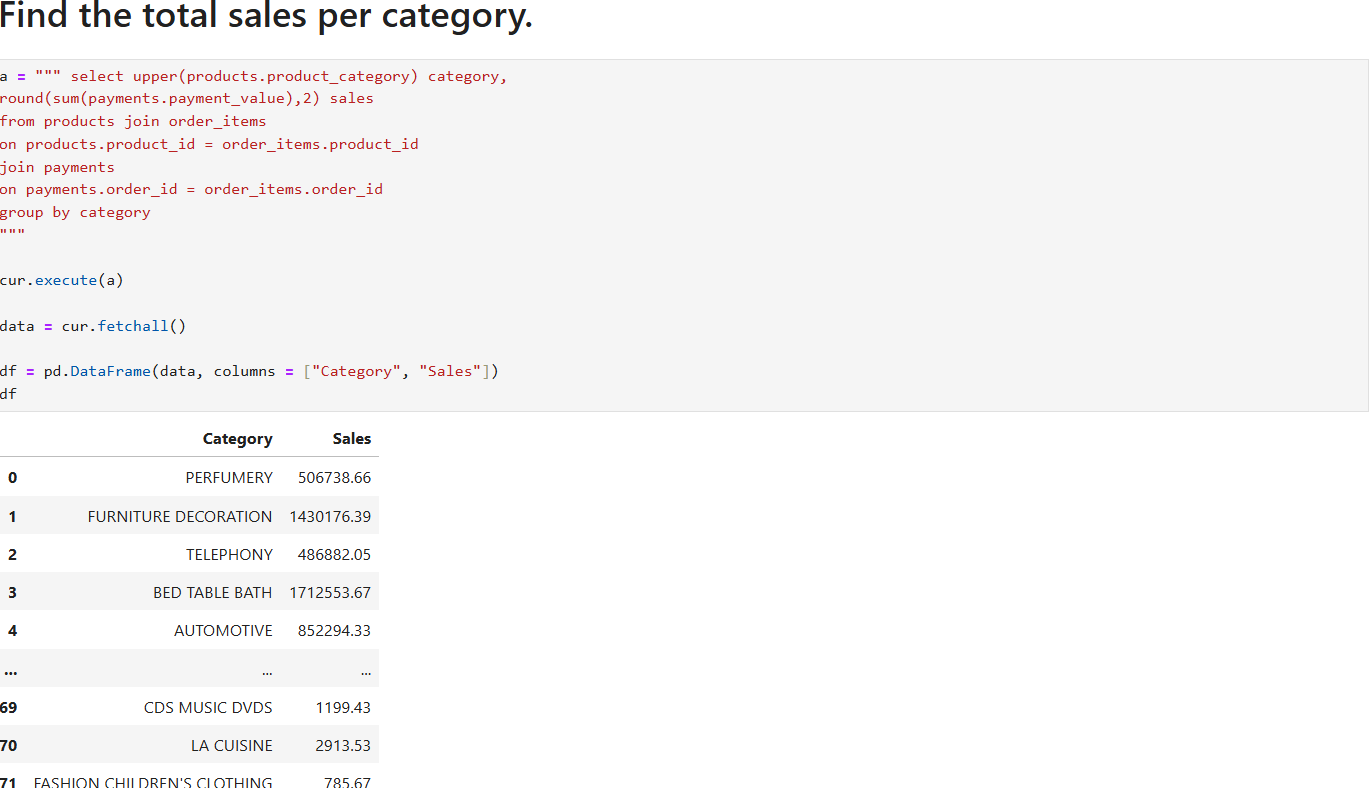 Find the total sales per category.
a = """ select upper(products.product_category) category,
round(sum(payments.payment_value),2) sales
from products join order_items
on products.product_id = order_items.product_id
join payments
on payments.order_id = order_items.order_id
group by category
"""
cur.execute(a)
data = cur.fetchall()
df = pd.DataFrame(data, columns = ["Category", "Sales"])
df
Category Sales
0 PERFUMERY 506738.66
1 FURNITURE DECORATION 1430176.39
2 TELEPHONY 486882.05
3 BED TABLE BATH 1712553.67
4 AUTOMOTIVE 852294.33
... ... ...
69 CDS MUSIC DVDS 1199.43
70 LA CUISINE 2913.53
71 FASHION CHILDREN'S CLOTHING 785.67